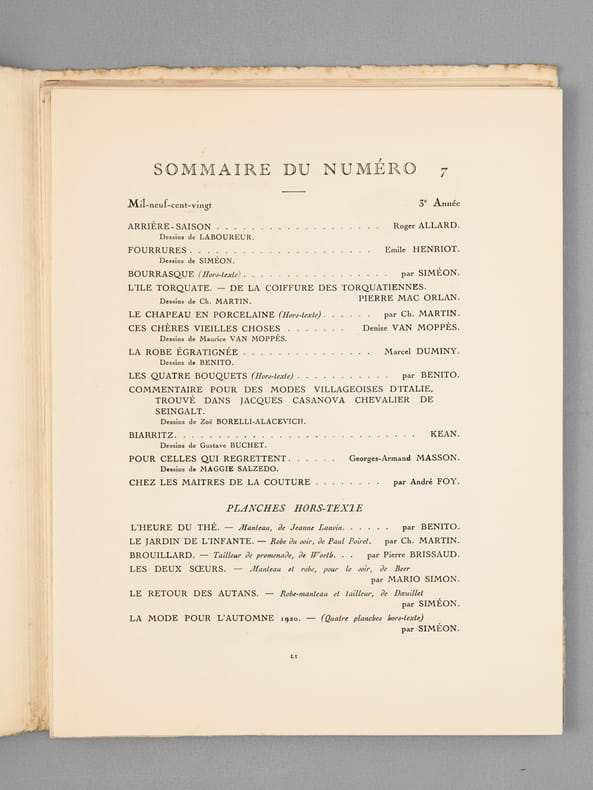 SOMMAIRE DU NUMÉRO 7
Mil-neuf-cent-vingt 3e Année
ARRIÈRE-SAISON . . . . . . . . . . . . . . . . . . . Roger ALLARD.
Dessins de LABOUREUR.
FOURRURES . . . . . . . . . . . . . . . . . . . . . Emile HENRIOT.
Dessins de SIMÉON.
BOURRASQUE (Hors-texte) . . . . . . . . . . . . . . . . . par SIMÉON.
L'ILE TORQUATE. — DE LA COIFFURE DES TORQUATIENNES.
Dessins de Ch. MARTIN. PIERRE MAC ORLAN.
LE CHAPEAU EN PORCELAINE (Hors-texte) . . . . . . par Ch. MARTIN.
CES CHÈRES VIEILLES CHOSES . . . . . . . Denise VAN MOPPÈS.
Dessins de Maurice VAN MOPPÈS.
LA ROBE ÉGRATIGNÉE . . . . . . . . . . . . . . . Marcel DUMINY.
Dessins de BENITO.
LES QUATRE BOUQUETS (Hors-texte) . . . . . . . . . . . par BENITO.
COMMENTAIRE POUR DES MODES VILLAGEOISES D'ITALIE,
TROUVÉ DANS JACQUES CASANOVA CHEVALIER DE
SEINGALT.
Dessins de Zoë BORELLI-ALACEVICH.
BIARRITZ. . . . . . . . . . . . . . . . . . . . . . . . . . . . KEAN.
Dessins de Gustave BUCHET.
POUR CELLES QUI REGRETTENT . . . . . . Georges-Armand MASSON.
Dessins de MAGGIE SALZEDO.
CHEZ LES MAITRES DE LA COUTURE . . . . . . . . par André FOY.
PLANCHES HORS-TEXTE
L'HEURE DU THÉ. — Manteau, de Jeanne Lanvin . . . . . . par BENITO.
LE JARDIN DE L'INFANTE. — Robe du soir, de Paul Poiret. par Ch. MARTIN.
BROUILLARD. — Tailleur de promenade, de Worth. . . par Pierre BRISSAUD.
LES DEUX SŒURS. — Manteau et robe, pour le soir, de Beer
par MARIO SIMON.
LE RETOUR DES AUTANS. — Robe-manteau et tailleur, de Dœuillet
par SIMÉON.
LA MODE POUR L'AUTOMNE 1920. — (Quatre planches hors-texte)
par SIMÉON.